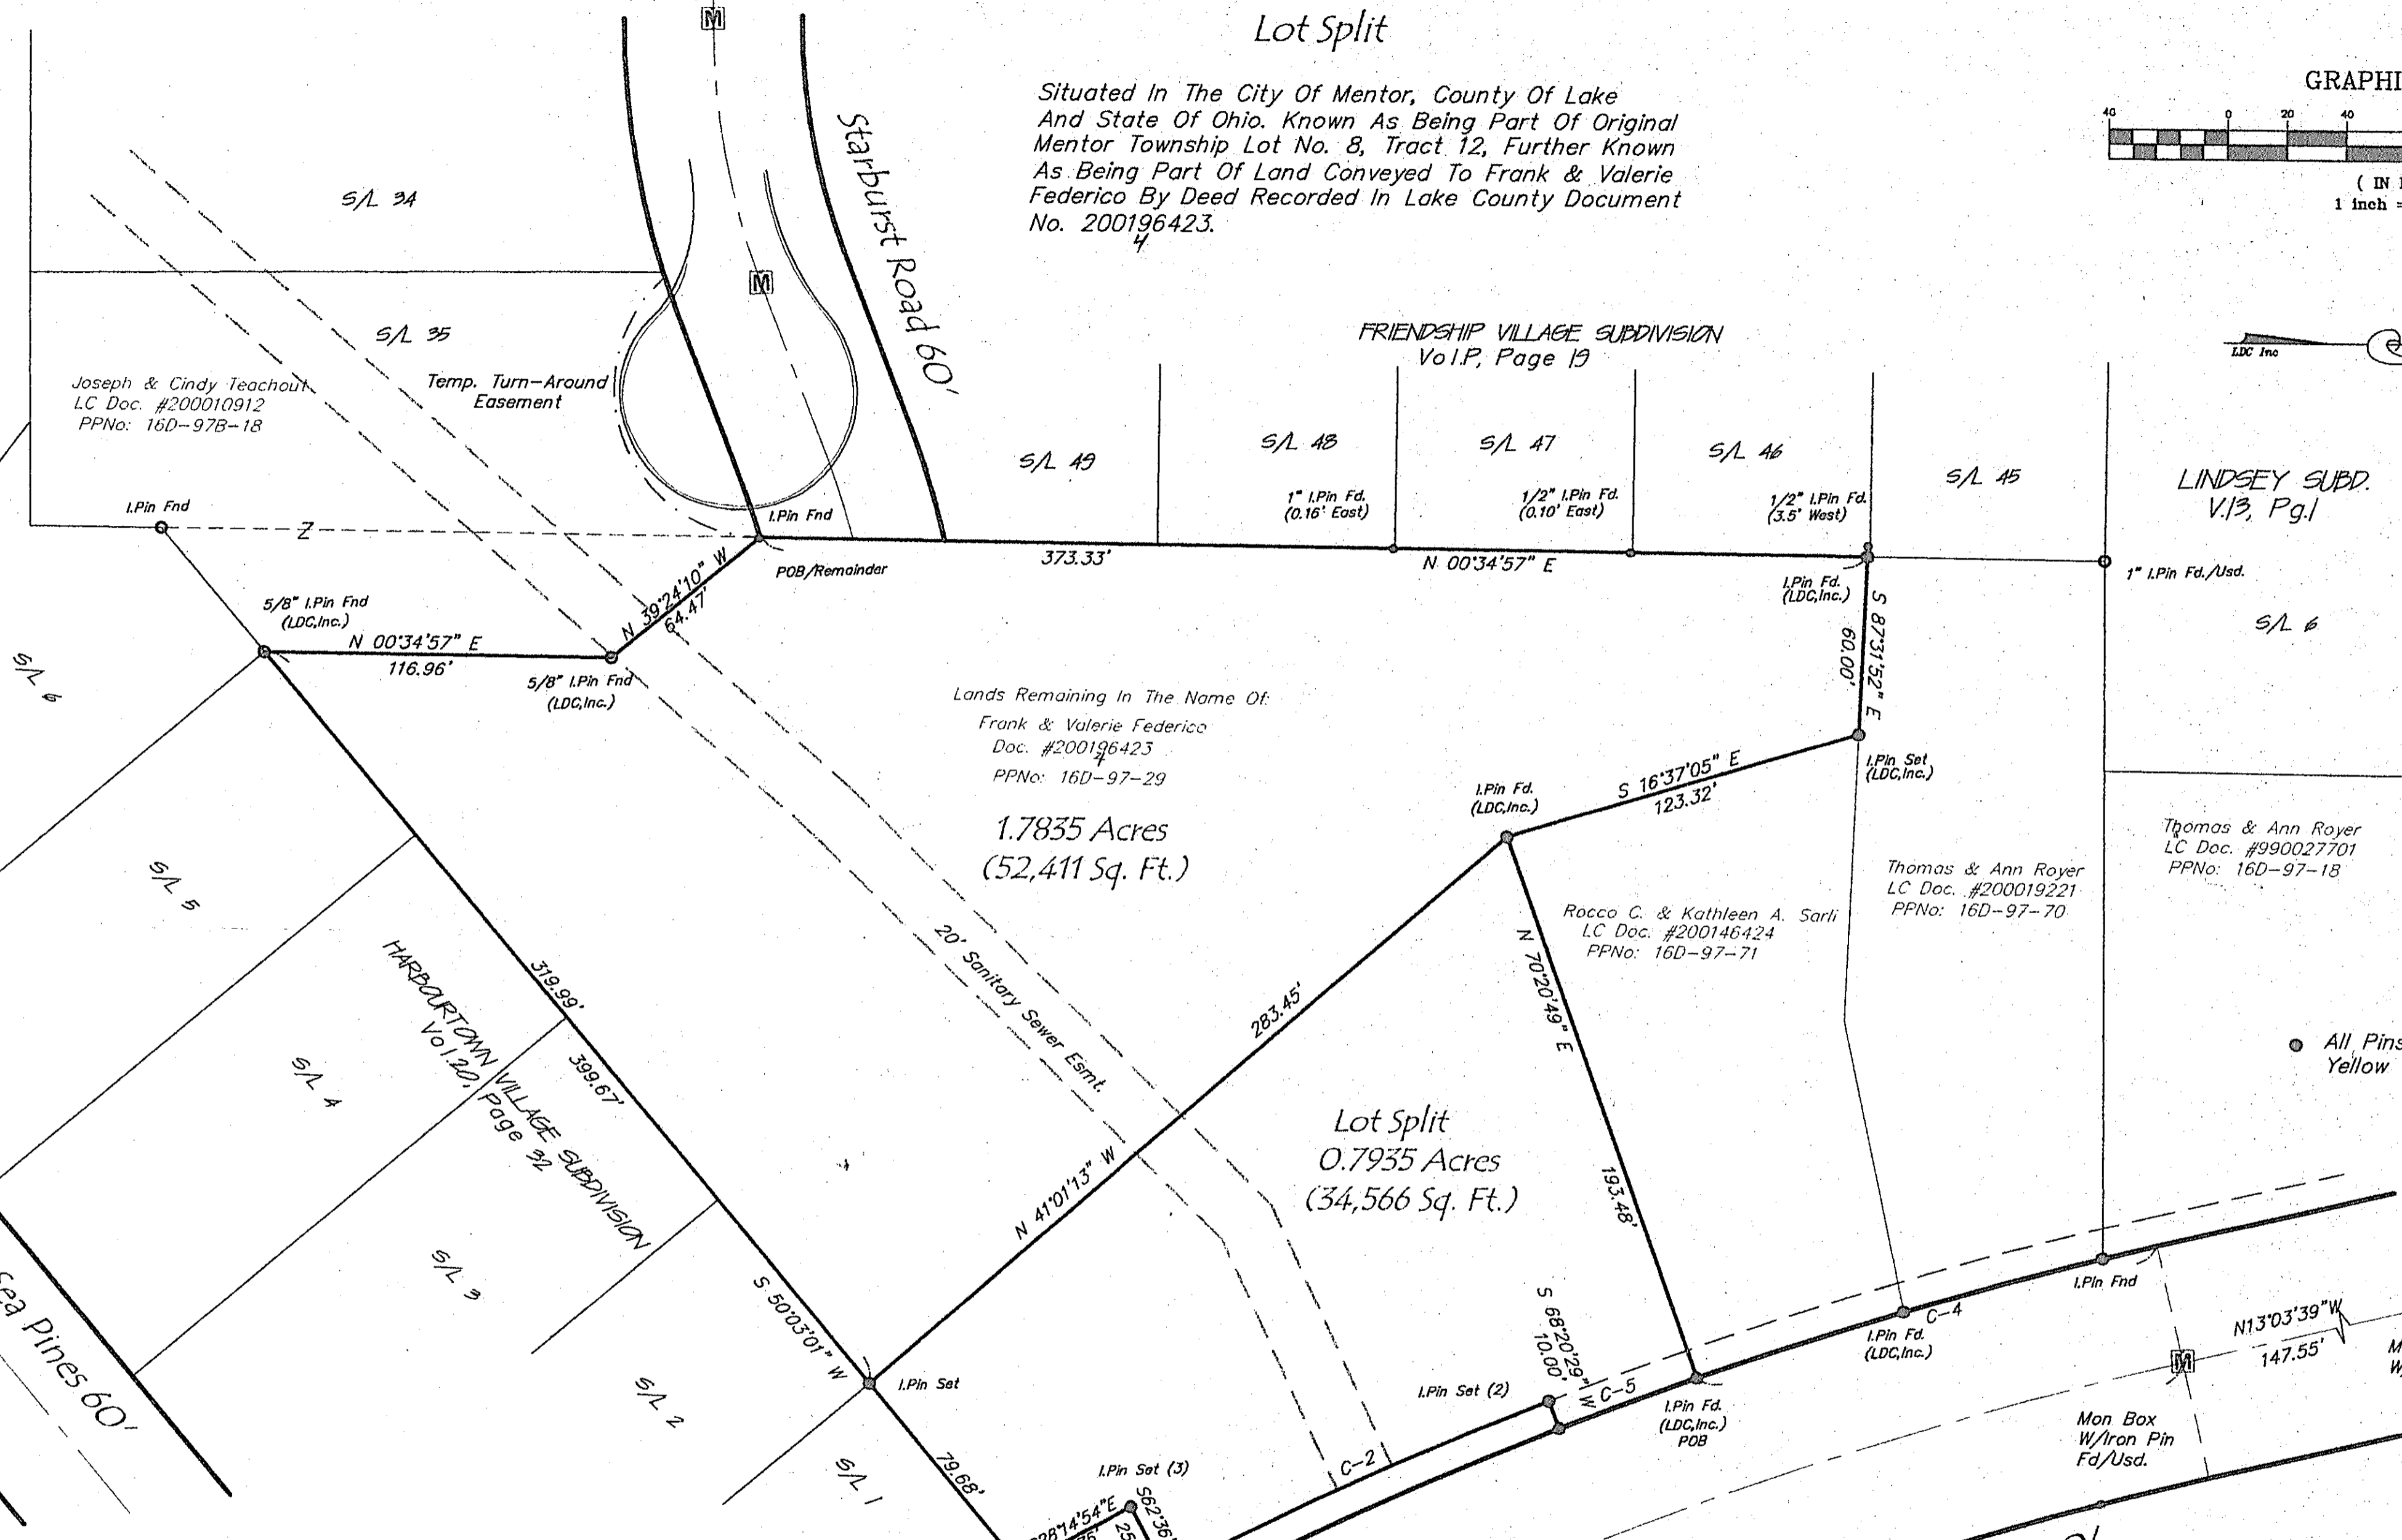 Lot Split
Situated In The City Of Mentor, County Of Lake
And State Of Ohio. Known As Being Part Of Original
Mentor Township Lot No. 8, Tract 12, Further Known
As Being Part Of Land Conveyed To Frank & Valerie
Federico By Deed Recorded In Lake County Document
No. 200196423.
4
GRAPHI
40 0 20 40
( IN
1 inch =
LDC Inc
M
M
Starburst Road 60'
S/L 34
S/L 35
Joseph & Cindy Teachout
LC Doc. #200010912
PPNo: 16D-97B-18
Temp. Turn-Around
Easement
FRIENDSHIP VILLAGE SUBDIVISION
Vol.P, Page 19
S/L 49
S/L 48
S/L 47
S/L 46
S/L 45
LINDSEY SUBD.
V.13, Pg.1
1" I.Pin Fd.
(0.16' East)
1/2" I.Pin Fd.
(0.10' East)
1/2" I.Pin Fd.
(3.5' West)
I.Pin Fnd
Z
I.Pin Fnd
POB/Remainder
373.33'
N 00°34'57" E
I.Pin Fd.
(LDC,Inc.)
1" I.Pin Fd./Usd.
S/L 6
S 87°31'52" E
60.00'
5/8" I.Pin Fnd
(LDC,Inc.)
N 00°34'57" E
116.96'
N 39°24'10" W
64.47'
5/8" I.Pin Fnd
(LDC,Inc.)
S/L 6
Lands Remaining In The Name Of:
Frank & Valerie Federico
Doc. #200196423
4
PPNo: 16D-97-29
1.7835 Acres
(52,411 Sq. Ft.)
I.Pin Set
(LDC,Inc.)
S 16°37'05" E
123.32'
I.Pin Fd.
(LDC,Inc.)
Thomas & Ann Royer
LC Doc. #990027701
PPNo: 16D-97-18
Thomas & Ann Royer
LC Doc. #200019221
PPNo: 16D-97-70
Rocco C. & Kathleen A. Sarli
LC Doc. #200146424
PPNo: 16D-97-71
S/L 5
20' Sanitary Sewer Esmt.
319.99'
399.67'
HARBOURTOWN VILLAGE SUBDIVISION
Vol.20, Page 32
283.45'
N 41°01'13" W
N 70°20'49" E
193.48'
All Pins
Yellow
S/L 4
Lot Split
0.7935 Acres
(34,566 Sq. Ft.)
S/L 3
S 50°03'01" W
Sea Pines 60'
I.Pin Set
S/L 2
S/L 1
79.68'
S 68°20'29" W
10.00'
I.Pin Set (2)
C-5
I.Pin Fd.
(LDC,Inc.)
POB
C-4
I.Pin Fd.
(LDC,Inc.)
I.Pin Fnd
N13°03'39"W
147.55'
M
Mon Box
W/Iron Pin
Fd/Usd.
C-2
I.Pin Set (3)
28°14'54"E
S62°36'
25